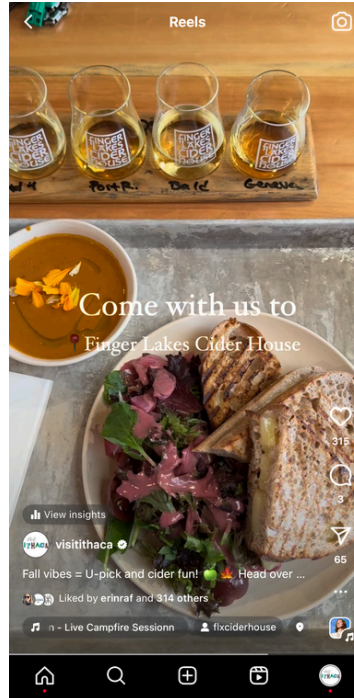 Reels
FINGER LAKES CIDER HOUSE
FINGER LAKES CIDER HOUSE
FINGER LAKES CIDER HOUSE
FINGER LAKES CIDER HOUSE
Port R. Bald Geneva
Come with us to
Finger Lakes Cider House
315
3
View insights
65
visitithaca
Fall vibes = U-pick and cider fun! 🍏🍁 Head over ...
Liked by erinraf and 314 others
n - Live Campfire Sessionn
flxciderhouse